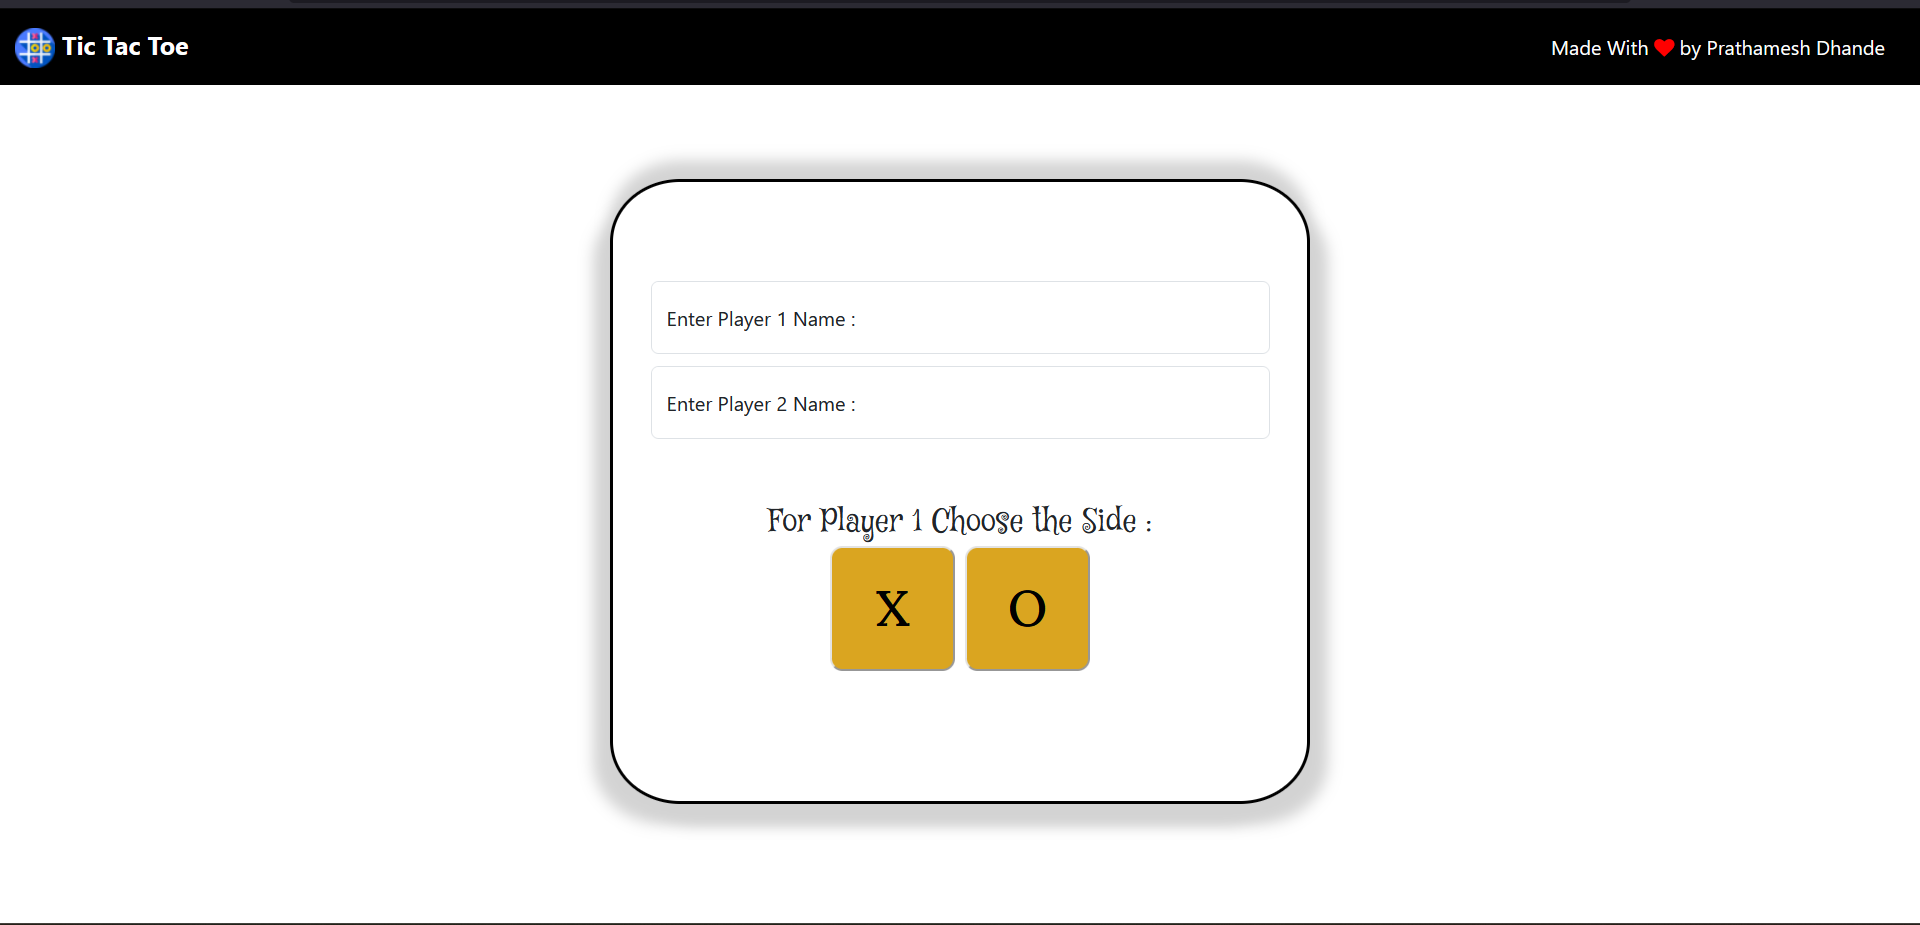 Tic Tac Toe
Made With ❤ by Prathamesh Dhande
Enter Player 1 Name :
Enter Player 2 Name :
For Player 1 Choose the Side :
X O